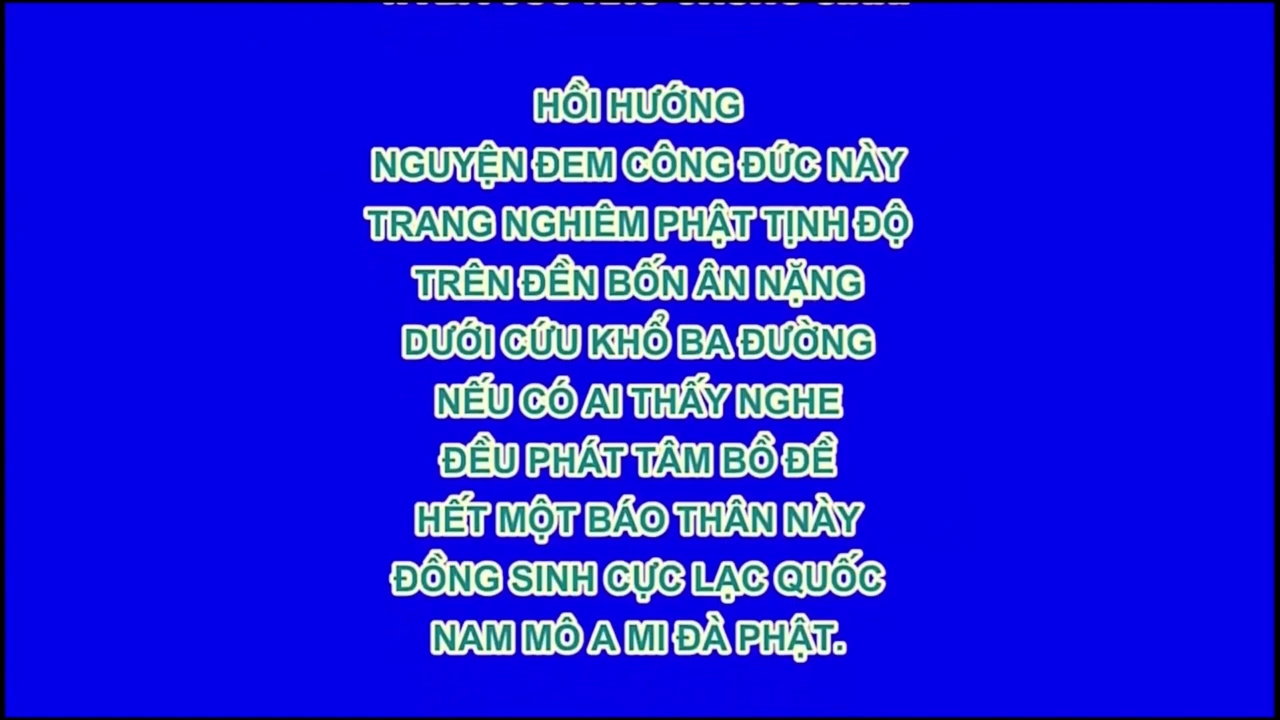 HỒI HƯỚNG
NGUYỆN ĐEM CÔNG ĐỨC NÀY
TRANG NGHIÊM PHẬT TỊNH ĐỘ
TRÊN ĐỀN BỐN ÂN NẶNG
DƯỚI CỨU KHỔ BA ĐƯỜNG
NẾU CÓ AI THẤY NGHE
ĐỀU PHÁT TÂM BỒ ĐỀ
HẾT MỘT BÁO THÂN NÀY
ĐỒNG SINH CỰC LẠC QUỐC
NAM MÔ A MI ĐÀ PHẬT.